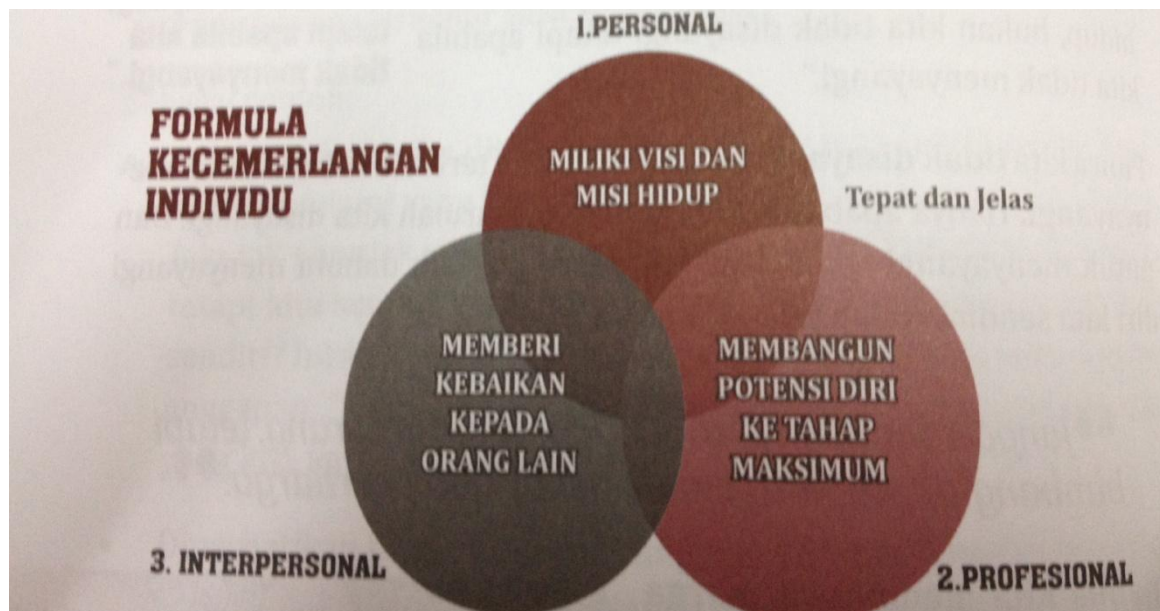 1.PERSONAL
FORMULA
KECEMERLANGAN
INDIVIDU
MILIKI VISI DAN
MISI HIDUP
Tepat dan Jelas
MEMBERI
KEBAIKAN
KEPADA
ORANG LAIN
MEMBANGUN
POTENSI DIRI
KE TAHAP
MAKSIMUM
3. INTERPERSONAL
2.PROFESIONAL